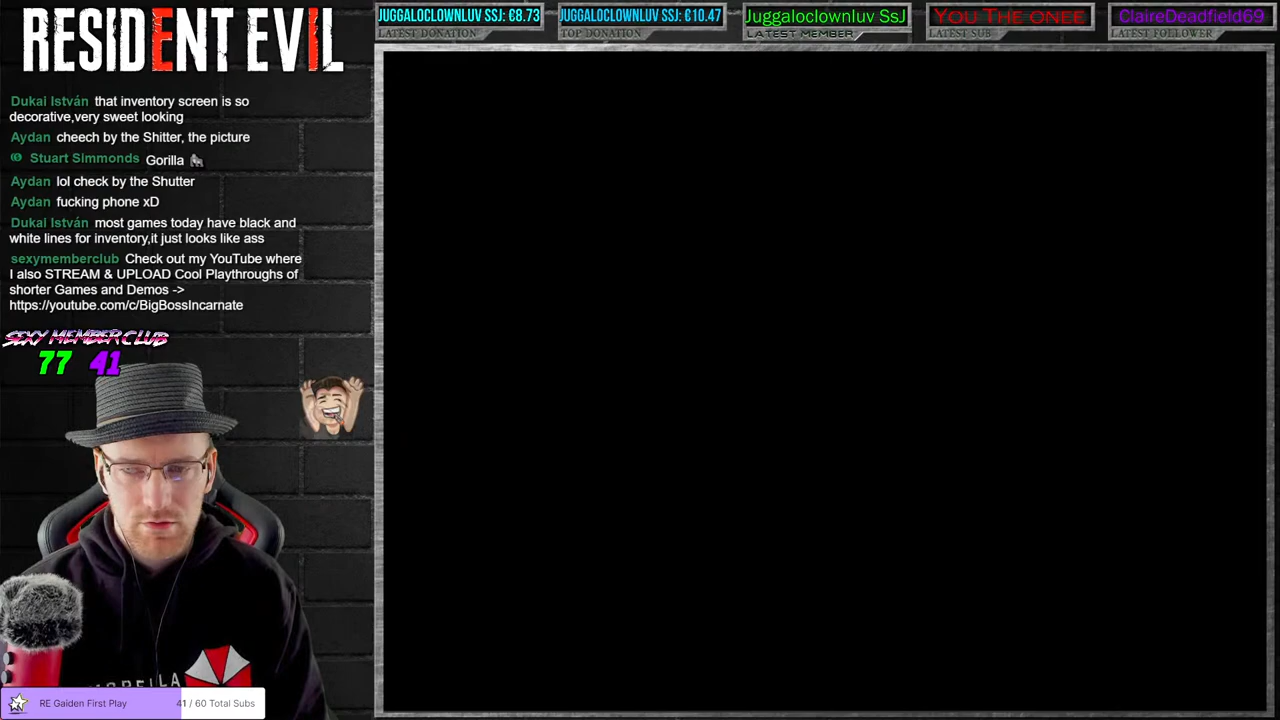 RESIDENT EVIL
JUGGALOCLOWNLUV SSJ: €8.73
LATEST DONATION
JUGGALOCLOWNLUV SSJ: €10.47
TOP DONATION
Juggaloclownluv SsJ
LATEST MEMBER
YOU THE ONEE
LATEST SUB
ClaireDeadfield69
LATEST FOLLOWER
Dukai István that inventory screen is so
decorative,very sweet looking
Aydan cheech by the Shitter, the picture
Stuart Simmonds Gorilla 🦍
Aydan lol check by the Shutter
Aydan fucking phone xD
Dukai István most games today have black and
white lines for inventory,it just looks like ass
sexymemberclub Check out my YouTube where
I also STREAM & UPLOAD Cool Playthroughs of
shorter Games and Demos ->
https://youtube.com/c/BigBossIncarnate
SEXY MEMBER CLUB
77 41
RE Gaiden First Play 41 / 60 Total Subs